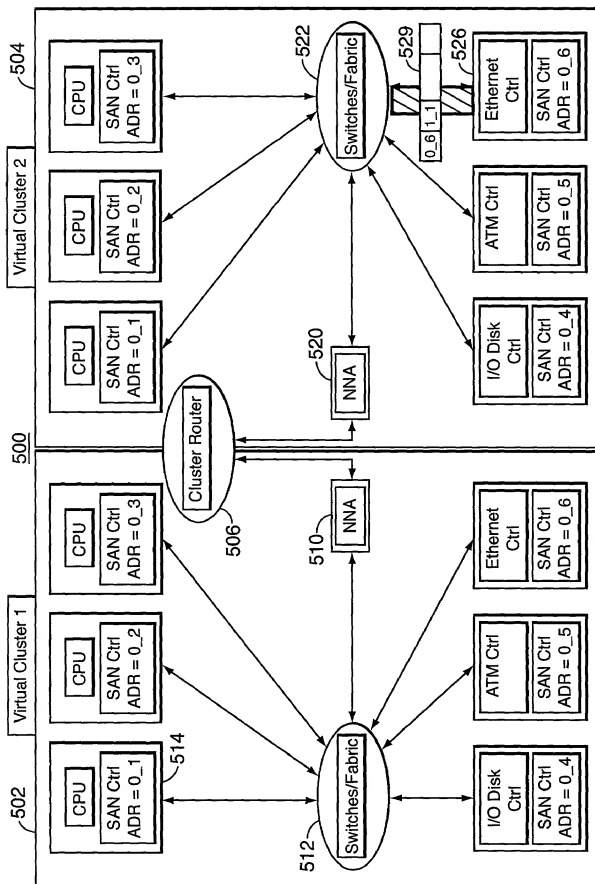 500
502
Virtual Cluster 1
Virtual Cluster 2
504
CPU
SAN Ctrl
ADR = 0_1
514
CPU
SAN Ctrl
ADR = 0_2
CPU
SAN Ctrl
ADR = 0_3
CPU
SAN Ctrl
ADR = 0_1
CPU
SAN Ctrl
ADR = 0_2
CPU
SAN Ctrl
ADR = 0_3
Cluster Router
506
512
Switches/Fabric
510
NNA
520
NNA
Switches/Fabric
522
0_6
1_1
529
526
I/O Disk
Ctrl
SAN Ctrl
ADR = 0_4
ATM Ctrl
SAN Ctrl
ADR = 0_5
Ethernet
Ctrl
SAN Ctrl
ADR = 0_6
I/O Disk
Ctrl
SAN Ctrl
ADR = 0_4
ATM Ctrl
SAN Ctrl
ADR = 0_5
Ethernet
Ctrl
SAN Ctrl
ADR = 0_6